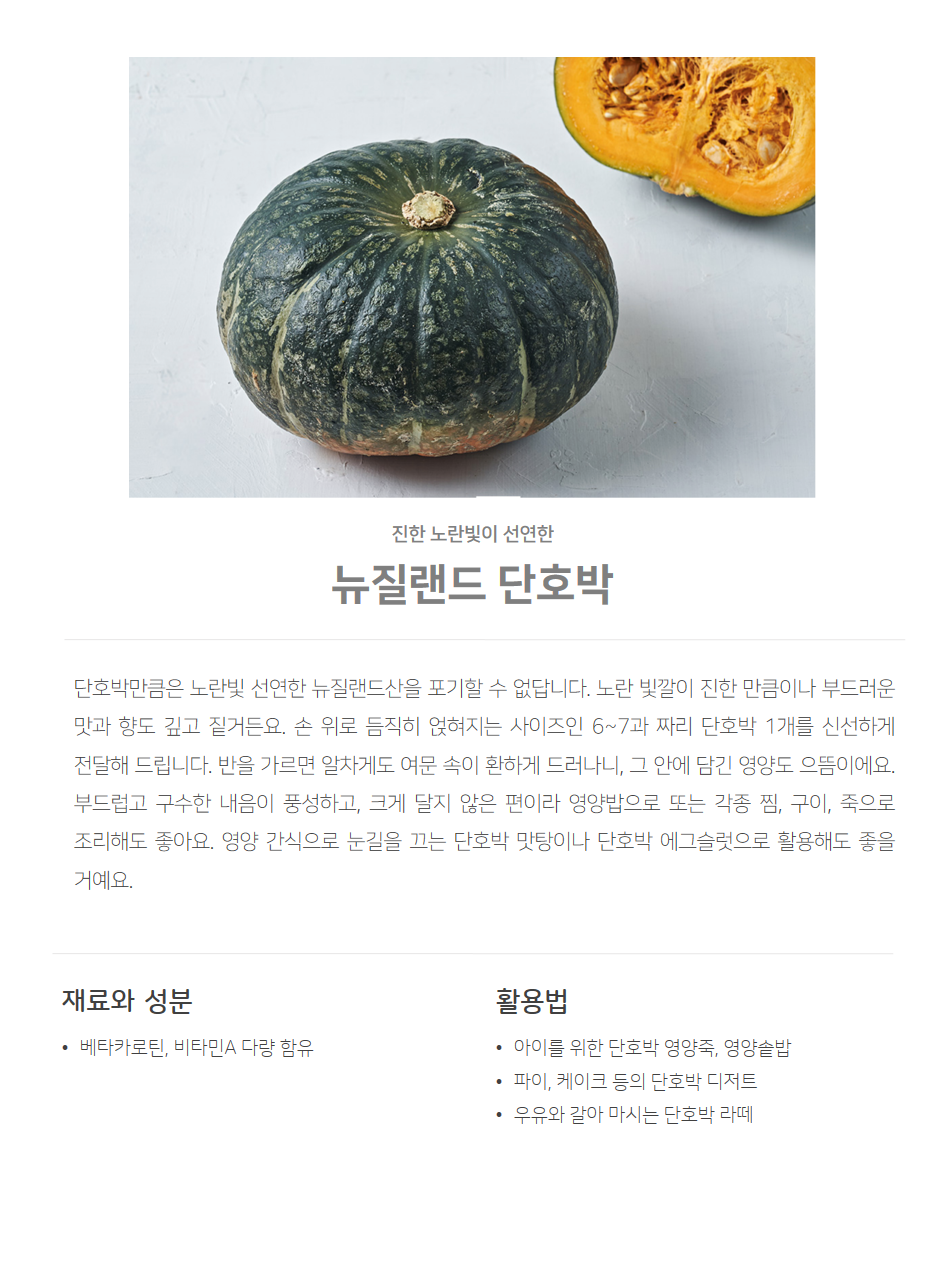 진한 노란빛이 선연한
뉴질랜드 단호박
단호박만큼은 노란빛 선연한 뉴질랜드산을 포기할 수 없답니다. 노란 빛깔이 진한 만큼이나 부드러운
맛과 향도 깊고 짙거든요. 손 위로 듬직히 얹혀지는 사이즈인 6~7과 짜리 단호박 1개를 신선하게
전달해 드립니다. 반을 가르면 알차게도 여문 속이 환하게 드러나니, 그 안에 담긴 영양도 으뜸이에요.
부드럽고 구수한 내음이 풍성하고, 크게 달지 않은 편이라 영양밥으로 또는 각종 찜, 구이, 죽으로
조리해도 좋아요. 영양 간식으로 눈길을 끄는 단호박 맛탕이나 단호박 에그슬럿으로 활용해도 좋을
거예요.
재료와 성분
• 베타카로틴, 비타민A 다량 함유
활용법
• 아이를 위한 단호박 영양죽, 영양솥밥
• 파이, 케이크 등의 단호박 디저트
• 우유와 갈아 마시는 단호박 라떼